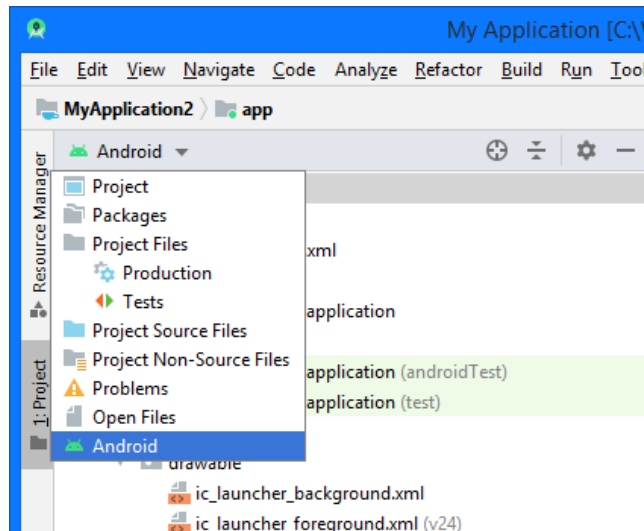 My Application [C:\
File Edit View Navigate Code Analyze Refactor Build Run Tool
MyApplication2 app
Android
Resource Manager
1: Project
Project
Packages
Project Files
Production
Tests
Project Source Files
Project Non-Source Files
Problems
Open Files
Android
.xml
application
application (androidTest)
application (test)
drawable
ic_launcher_background.xml
ic_launcher_foreground.xml (v24)